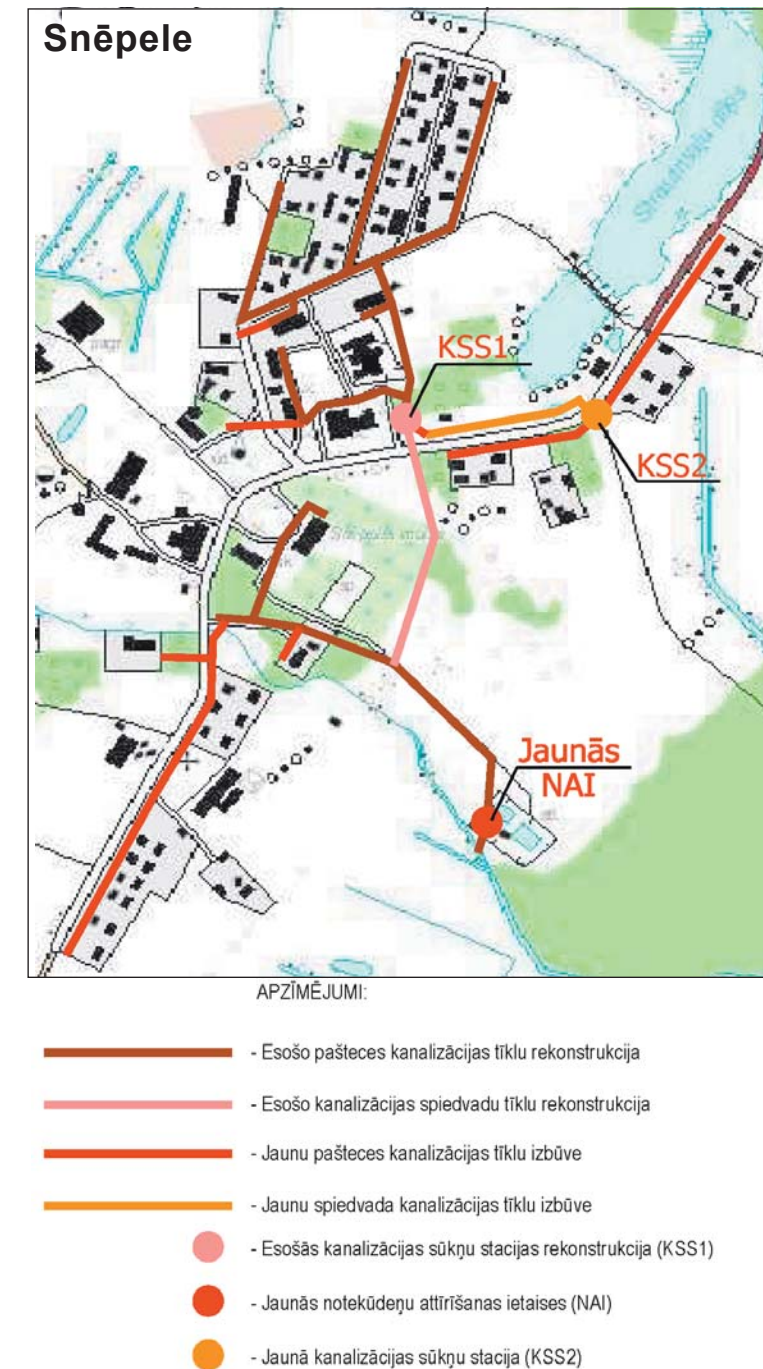 Snēpele
KSS1
KSS2
Jaunās
NAI
APZĪMĒJUMI:
- Esošo pašteces kanalizācijas tīklu rekonstrukcija
- Esošo kanalizācijas spiedvadu tīklu rekonstrukcija
- Jaunu pašteces kanalizācijas tīklu izbūve
- Jaunu spiedvada kanalizācijas tīklu izbūve
- Esošās kanalizācijas sūkņu stacijas rekonstrukcija (KSS1)
- Jaunās notekūdeņu attīrīšanas ietaises (NAI)
- Jaunā kanalizācijas sūkņu stacija (KSS2)